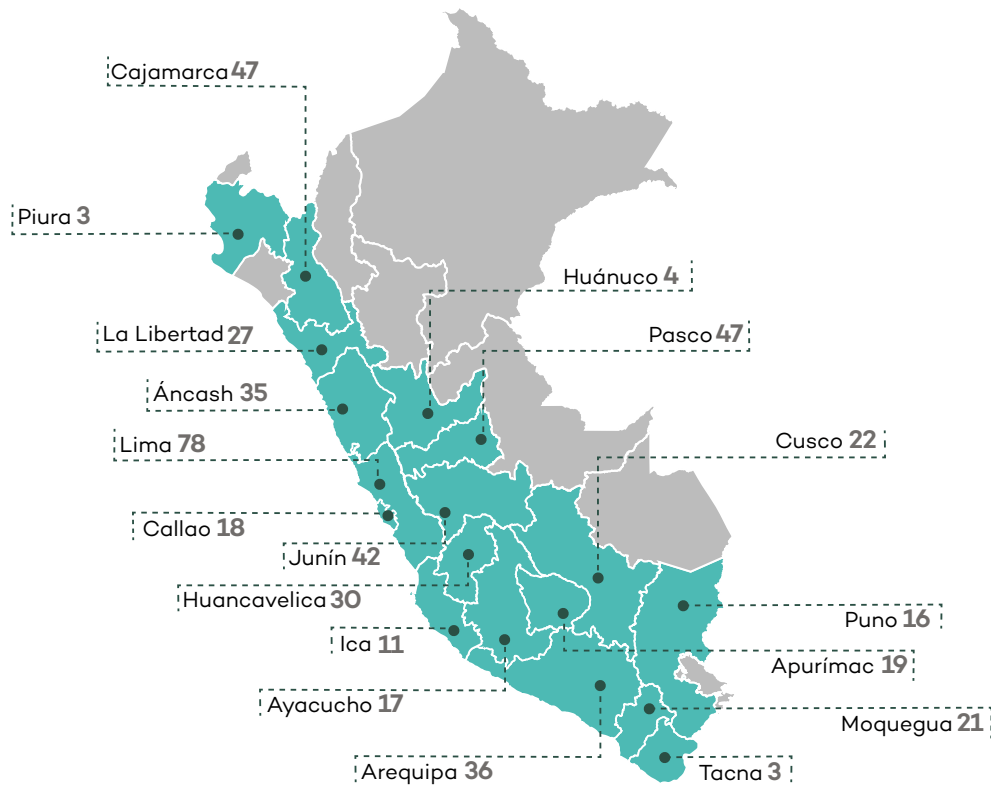 Cajamarca 47
Piura 3
Huánuco 4
La Libertad 27
Pasco 47
Áncash 35
Lima 78
Cusco 22
Callao 18
Junín 42
Huancavelica 30
Puno 16
Ica 11
Apurímac 19
Ayacucho 17
Moquegua 21
Arequipa 36
Tacna 3